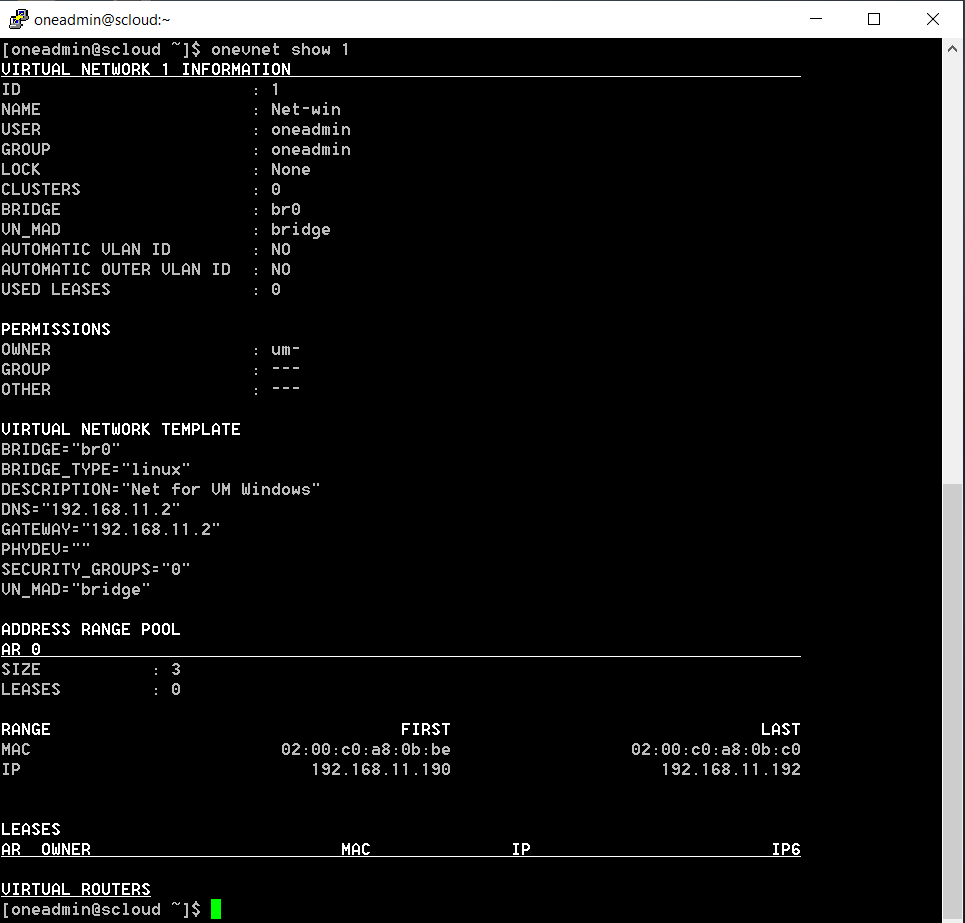 oneadmin@scloud:~
[oneadmin@scloud ~]$ onevnet show 1
VIRTUAL NETWORK 1 INFORMATION
ID                       : 1
NAME                     : Net-win
USER                     : oneadmin
GROUP                    : oneadmin
LOCK                     : None
CLUSTERS                 : 0
BRIDGE                   : br0
VN_MAD                   : bridge
AUTOMATIC VLAN ID        : NO
AUTOMATIC OUTER VLAN ID  : NO
USED LEASES              : 0
PERMISSIONS
OWNER                    : um-
GROUP                    : ---
OTHER                    : ---
VIRTUAL NETWORK TEMPLATE
BRIDGE="br0"
BRIDGE_TYPE="linux"
DESCRIPTION="Net for VM Windows"
DNS="192.168.11.2"
GATEWAY="192.168.11.2"
PHYDEV=""
SECURITY_GROUPS="0"
VN_MAD="bridge"
ADDRESS RANGE POOL
AR 0
SIZE           : 3
LEASES         : 0
RANGE                                   FIRST                               LAST
MAC                         02:00:c0:a8:0b:be                  02:00:c0:a8:0b:c0
IP                             192.168.11.190                     192.168.11.192
LEASES
AR  OWNER                         MAC              IP                        IP6
VIRTUAL ROUTERS
[oneadmin@scloud ~]$